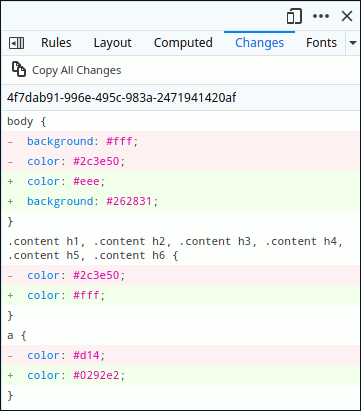 Rules Layout Computed Changes Fonts
Copy All Changes
4f7dab91-996e-495c-983a-2471941420af
body {
- background: #fff;
- color: #2c3e50;
+ color: #eee;
+ background: #262831;
}
.content h1, .content h2, .content h3, .content h4,
.content h5, .content h6 {
- color: #2c3e50;
+ color: #fff;
}
a {
- color: #d14;
+ color: #0292e2;
}